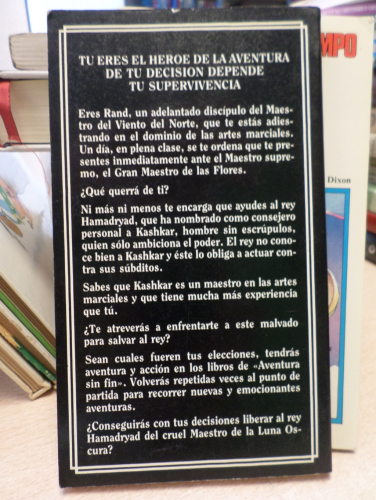 TU ERES EL HEROE DE LA AVENTURA
DE TU DECISION DEPENDE
TU SUPERVIVENCIA
Eres Rand, un adelantado discípulo del Maes-
tro del Viento del Norte, que te estás adies-
trando en el dominio de las artes marciales.
Un día, en plena clase, se te ordena que te pre-
sentes inmediatamente ante el Maestro supre-
mo, el Gran Maestro de las Flores.
¿Qué querrá de ti?
Ni más ni menos te encarga que ayudes al rey
Hamadryad, que ha nombrado como consejero
personal a Kashkar, hombre sin escrúpulos,
quien sólo ambiciona el poder. El rey no cono-
ce bien a Kashkar y éste lo obliga a actuar con-
tra sus súbditos.
Sabes que Kashkar es un maestro en las artes
marciales y que tiene mucha más experiencia
que tú.
¿Te atreverás a enfrentarte a este malvado
para salvar al rey?
Sean cuales fueren tus elecciones, tendrás
aventura y acción en los libros de «Aventura
sin fin». Volverás repetidas veces al punto de
partida para recorrer nuevas y emocionantes
aventuras.
¿Conseguirás con tus decisiones liberar al rey
Hamadryad del cruel Maestro de la Luna Os-
cura?
MPO
Dixon